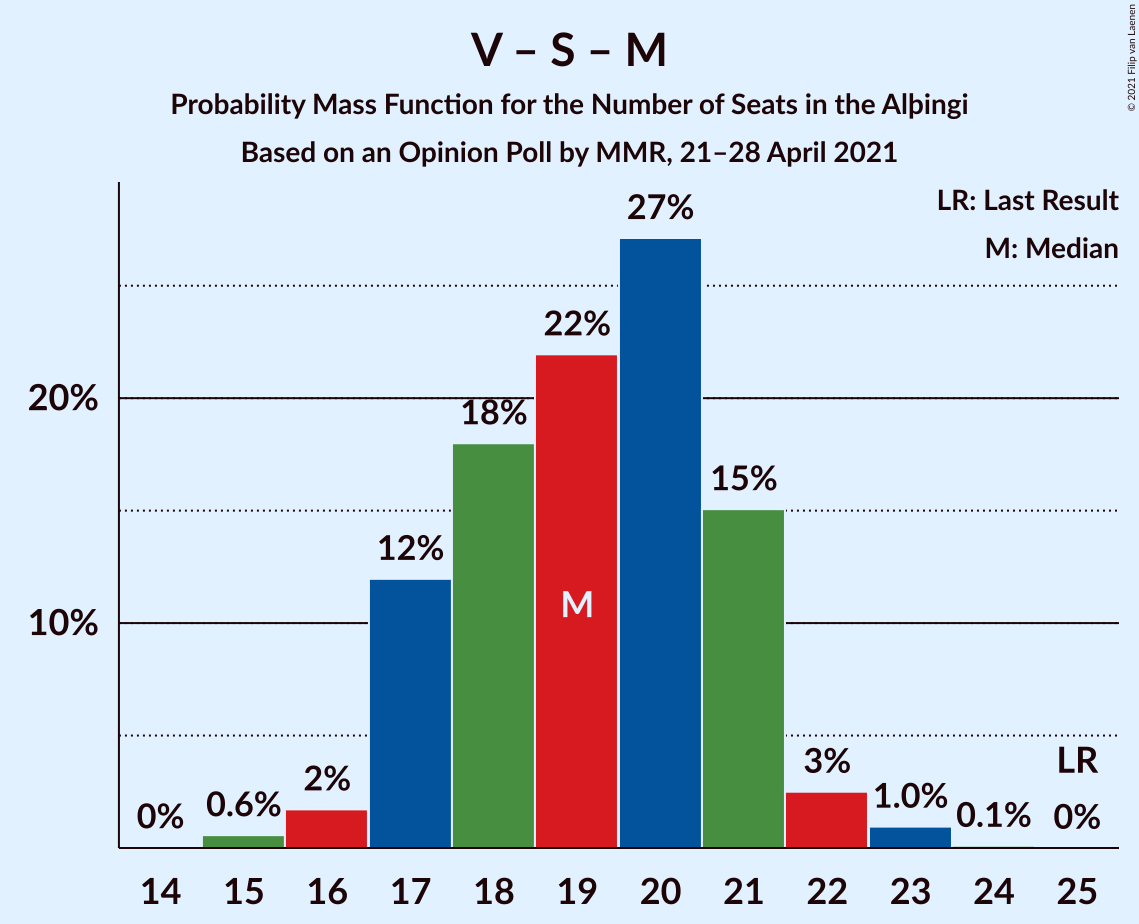 V – S – M
Probability Mass Function for the Number of Seats in the Alþingi
Based on an Opinion Poll by MMR, 21–28 April 2021
© 2021 Filip van Laenen
LR: Last Result
M: Median
20%
10%
0%
0.6%
2%
12%
18%
22%
27%
15%
3%
1.0%
0.1%
0%
LR
M
14 15 16 17 18 19 20 21 22 23 24 25